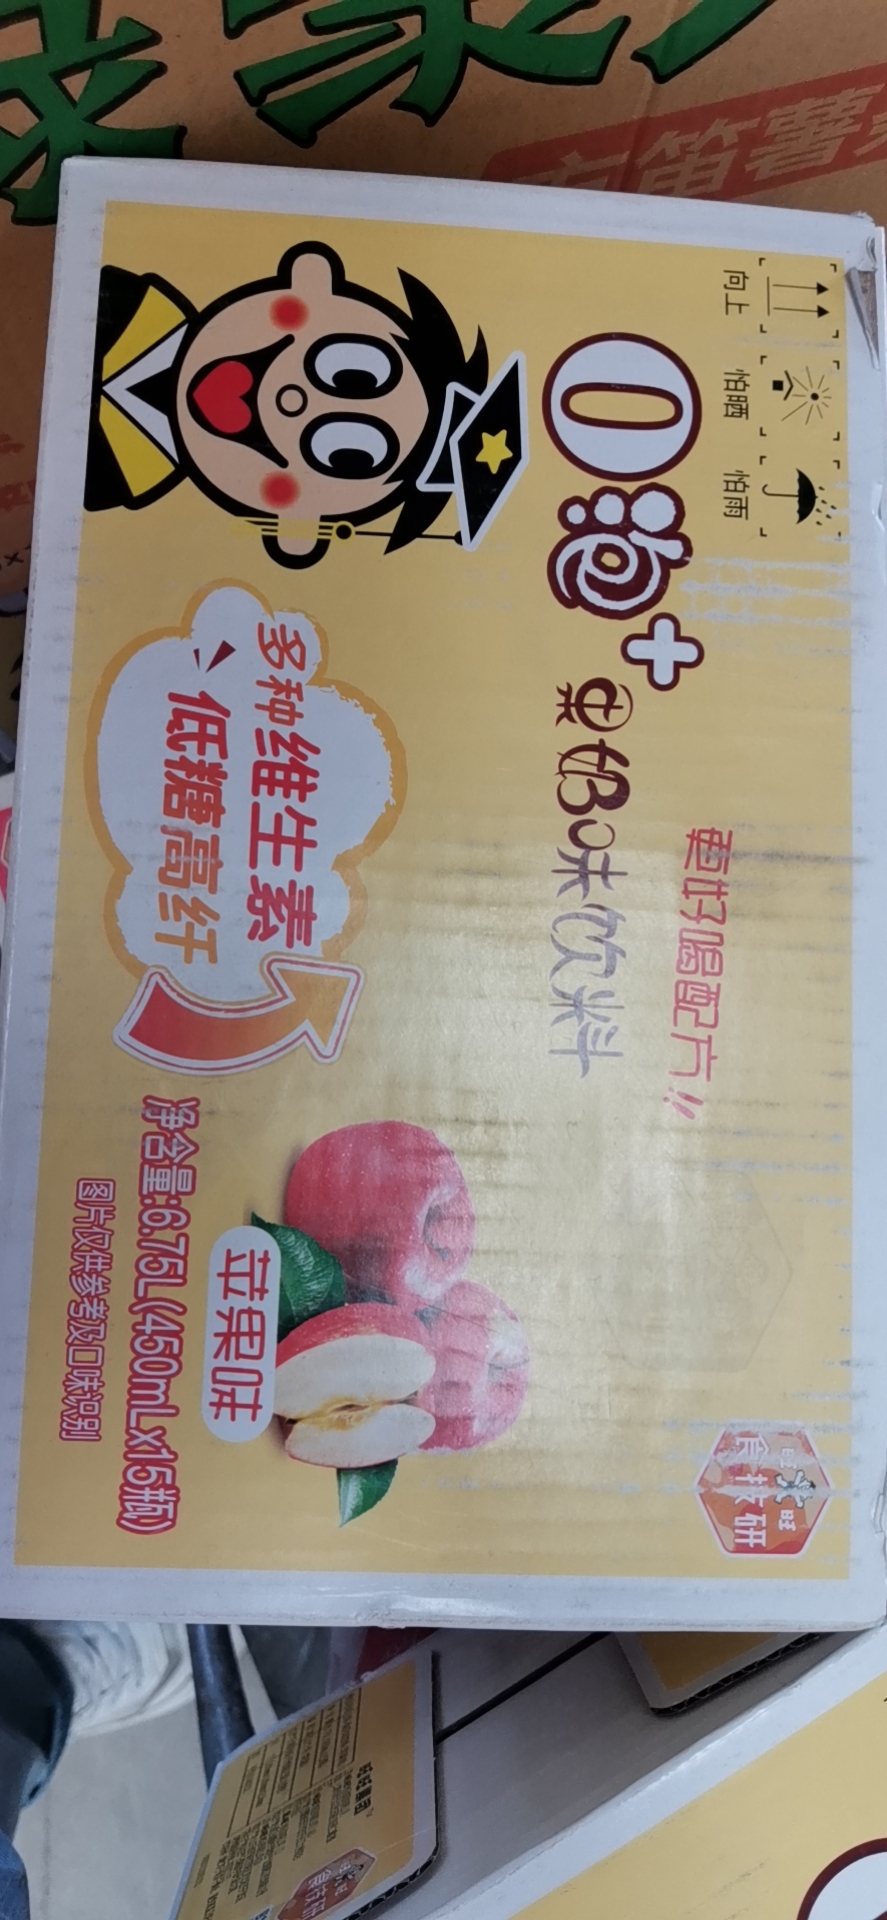 向上
怕晒
怕雨
更好喝配方!!
O泡+果奶味饮料
旺旺
食技研
多种维生素
低糖高纤
苹果味
净含量:6.75L(450mL×15瓶)
图片仅供参考及口味识别